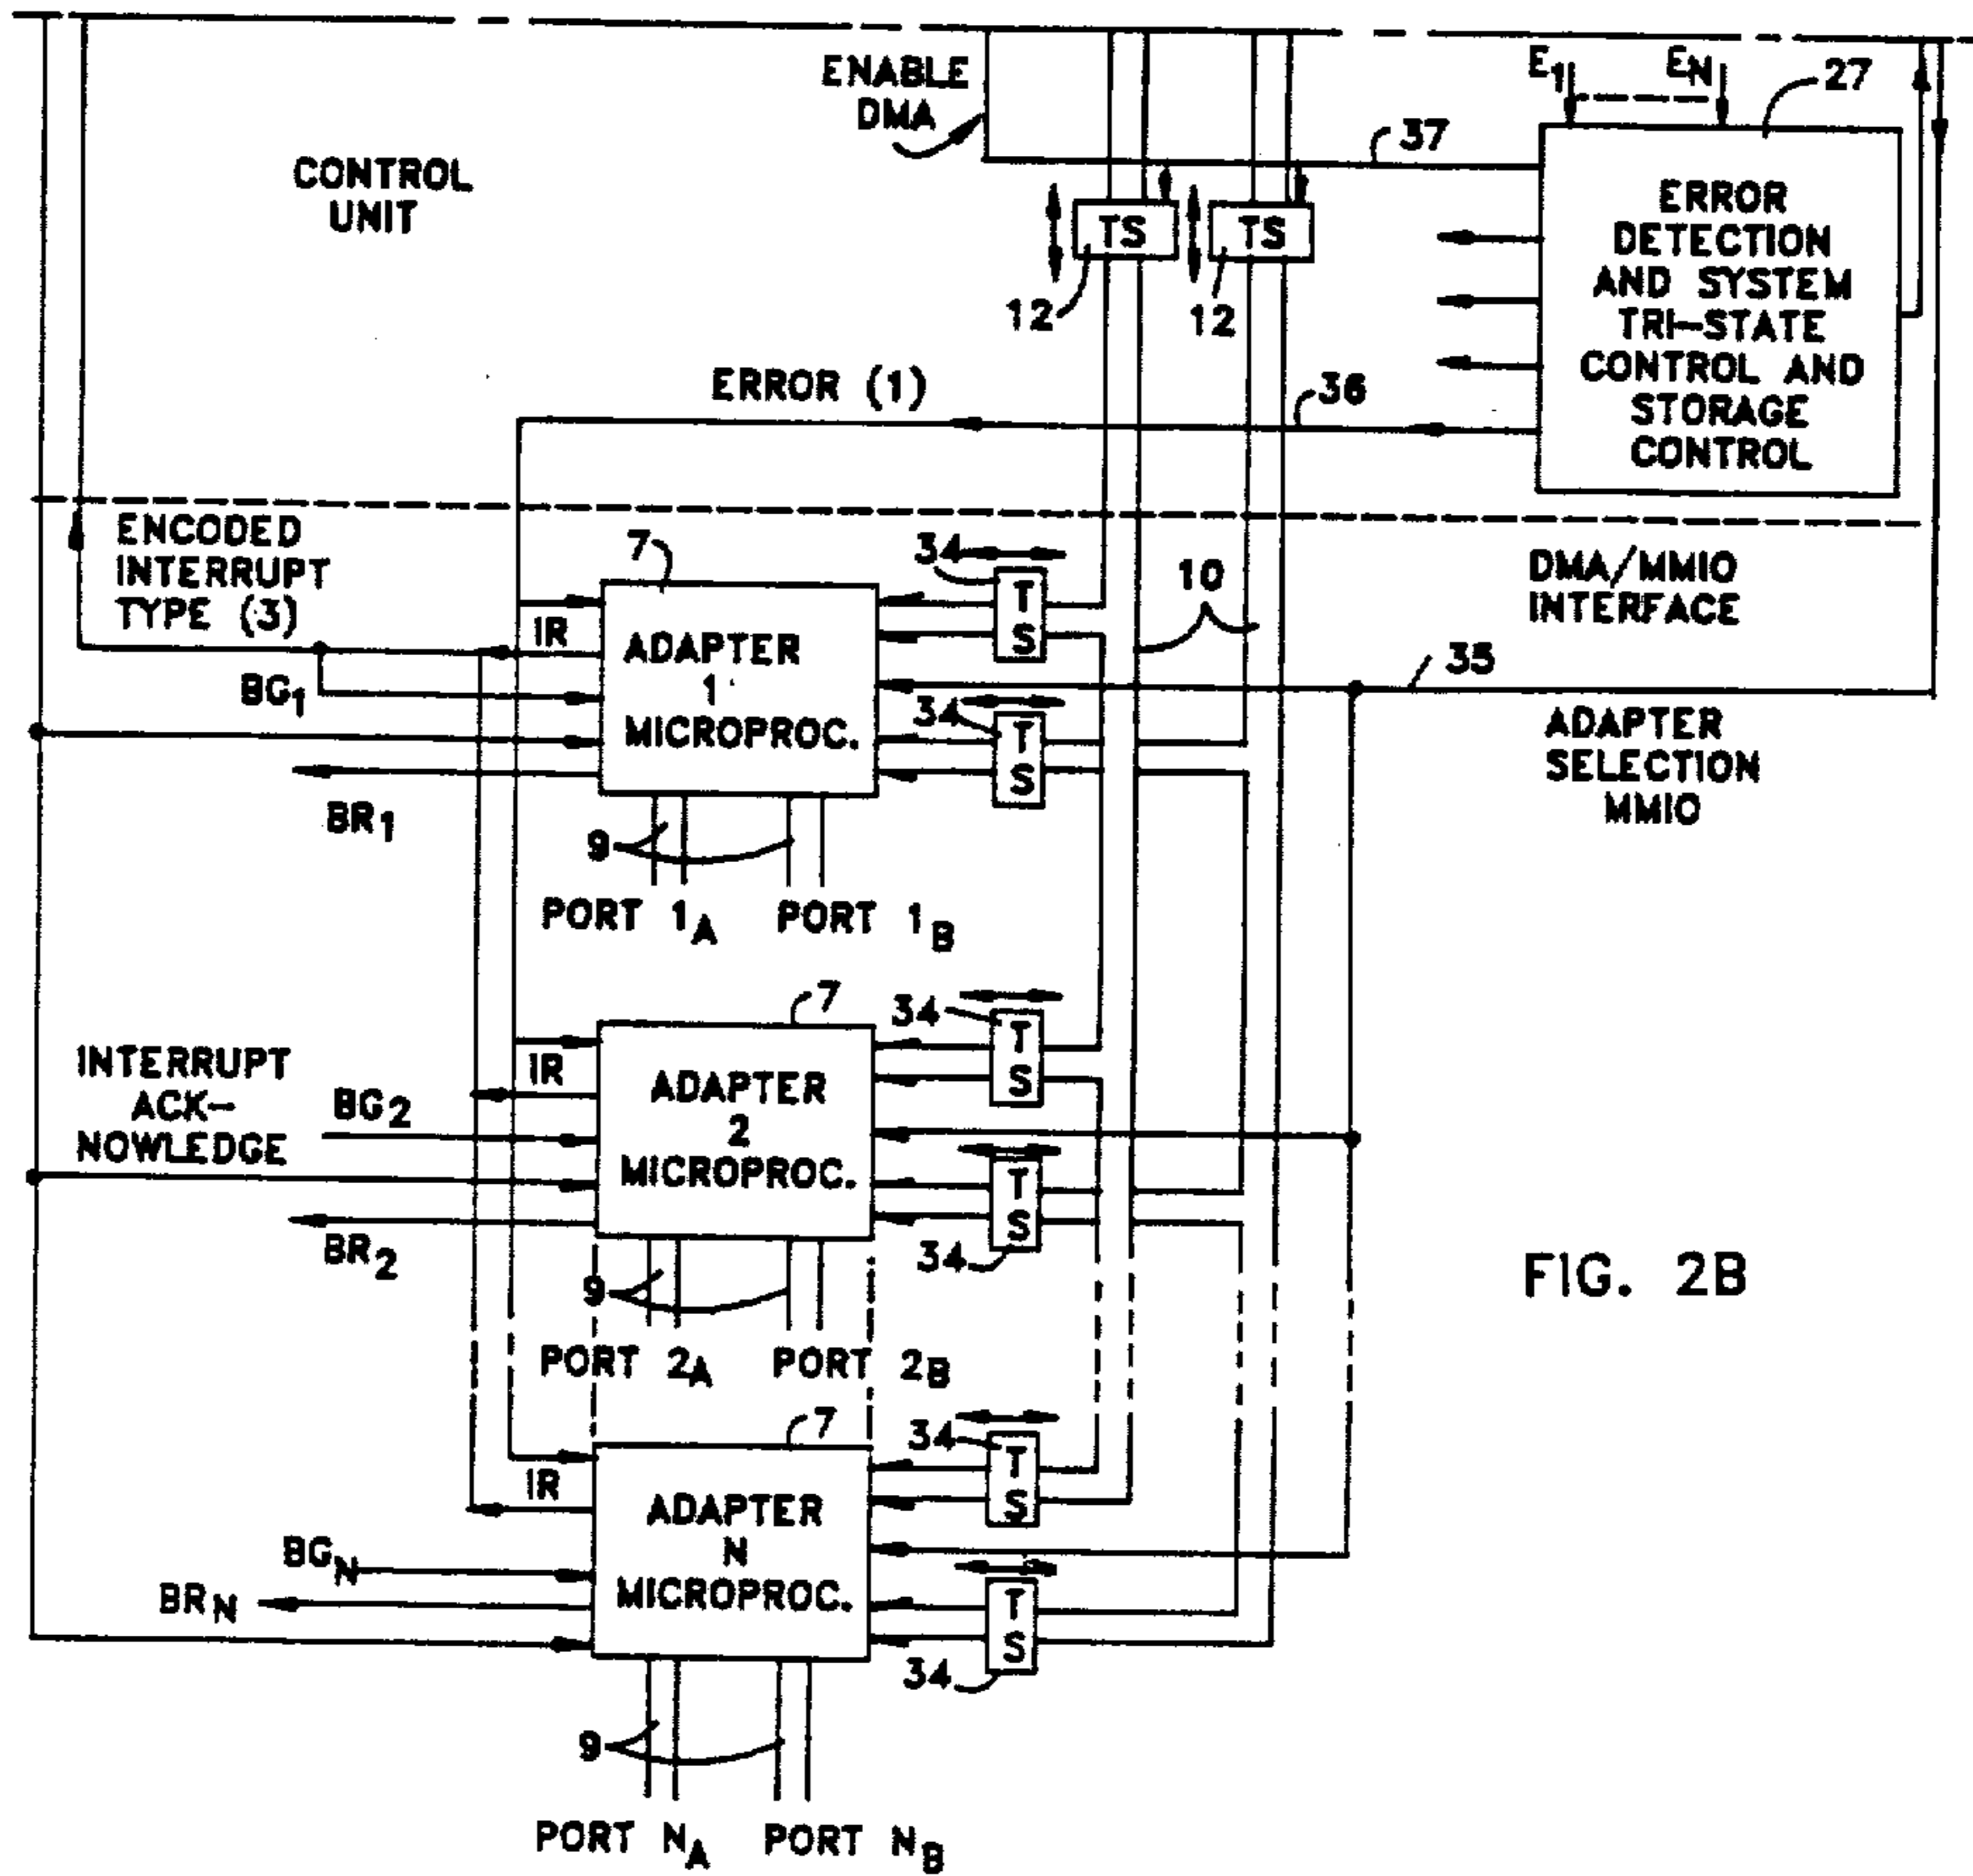 ENABLE
DMA
E1
EN
27
CONTROL
UNIT
37
TS
TS
12
12
ERROR
DETECTION
AND SYSTEM
TRI-STATE
CONTROL AND
STORAGE
CONTROL
ERROR (1)
36
ENCODED
INTERRUPT
TYPE (3)
7
34
T
S
10
DMA/MMIO
INTERFACE
IR
ADAPTER
1
MICROPROC.
BG1
34
T
S
35
ADAPTER
SELECTION
MMIO
BR1
9
PORT 1A
PORT 1B
7
34
T
S
INTERRUPT
ACK-
NOWLEDGE
IR
BG2
ADAPTER
2
MICROPROC.
T
S
34
BR2
9
FIG. 2B
PORT 2A
PORT 2B
7
34
T
S
IR
ADAPTER
N
MICROPROC.
BGN
BRN
T
S
34
9
PORT NA
PORT NB